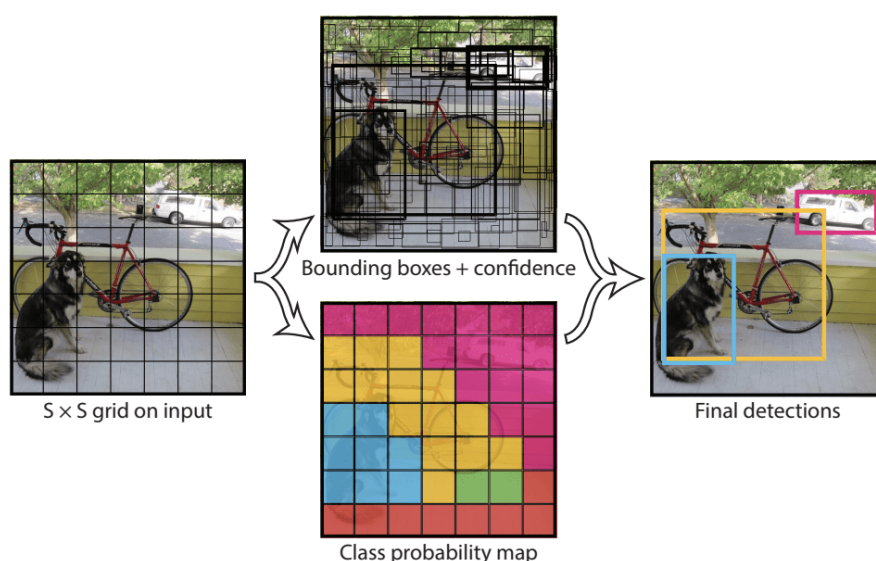 S × S grid on input
Bounding boxes + confidence
Class probability map
Final detections